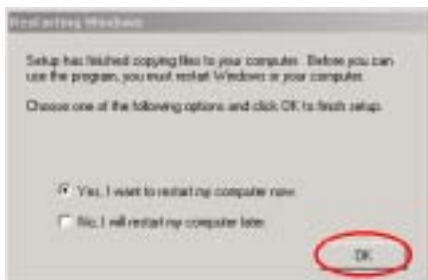 Restarting Windows
Setup has finished copying files to your computer. Before you can
use the program, you must restart Windows or your computer.
Choose one of the following options and click OK to finish setup.
Yes, I want to restart my computer now.
No, I will restart my computer later.
OK